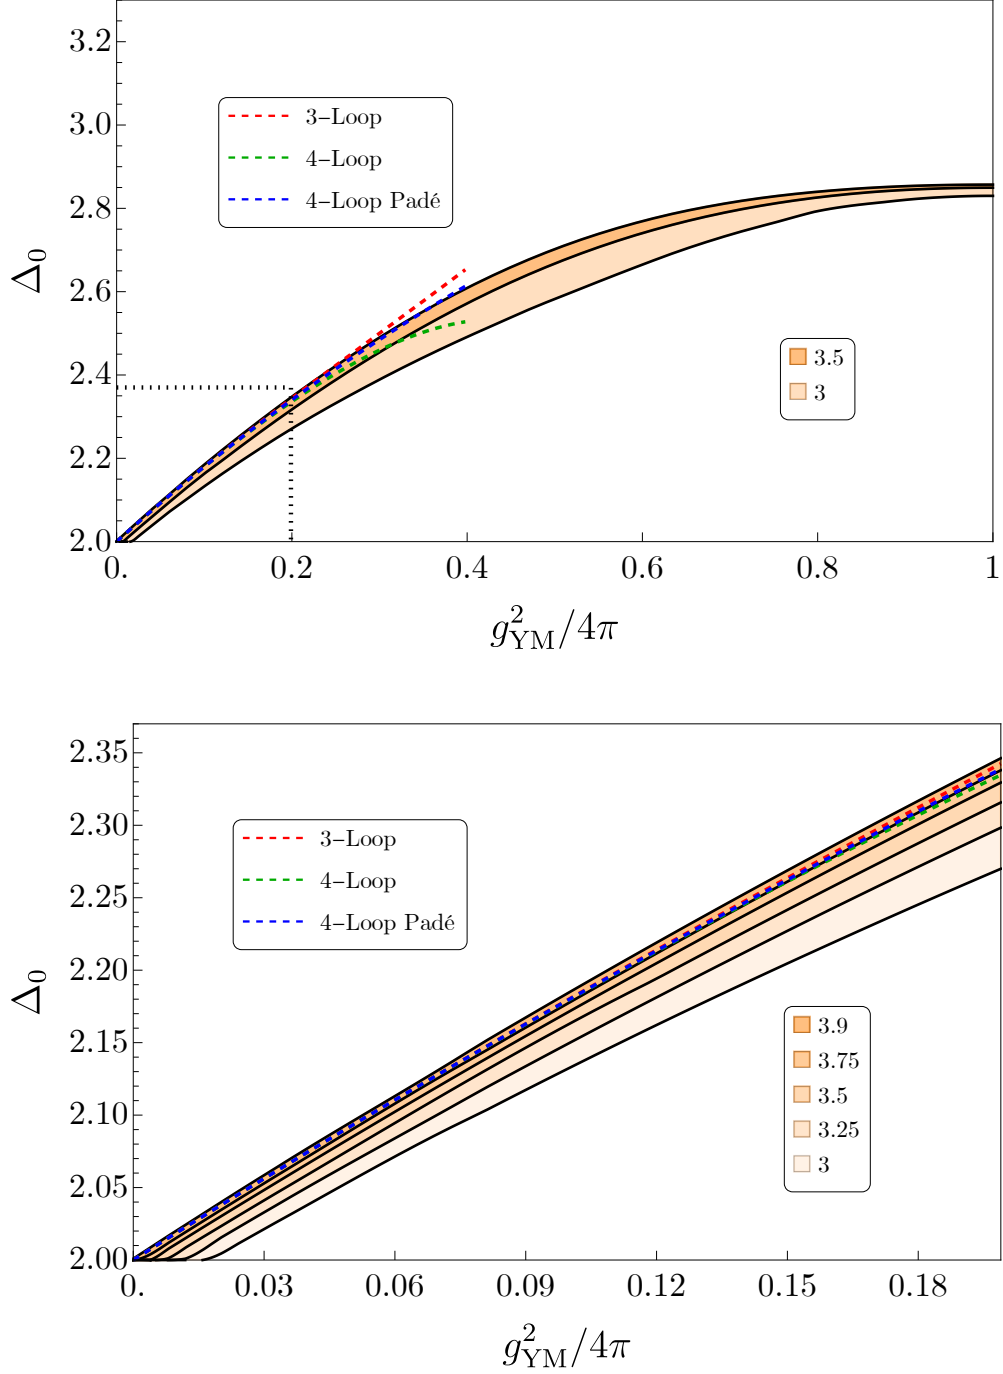 3.2
3.0
2.8
2.6
2.4
2.2
2.0
Δ₀
3–Loop
4–Loop
4–Loop Padé
3.5
3
0. 0.2 0.4 0.6 0.8 1
g²_YM/4π
2.35
2.30
2.25
2.20
2.15
2.10
2.05
2.00
Δ₀
3–Loop
4–Loop
4–Loop Padé
3.9
3.75
3.5
3.25
3
0. 0.03 0.06 0.09 0.12 0.15 0.18
g²_YM/4π